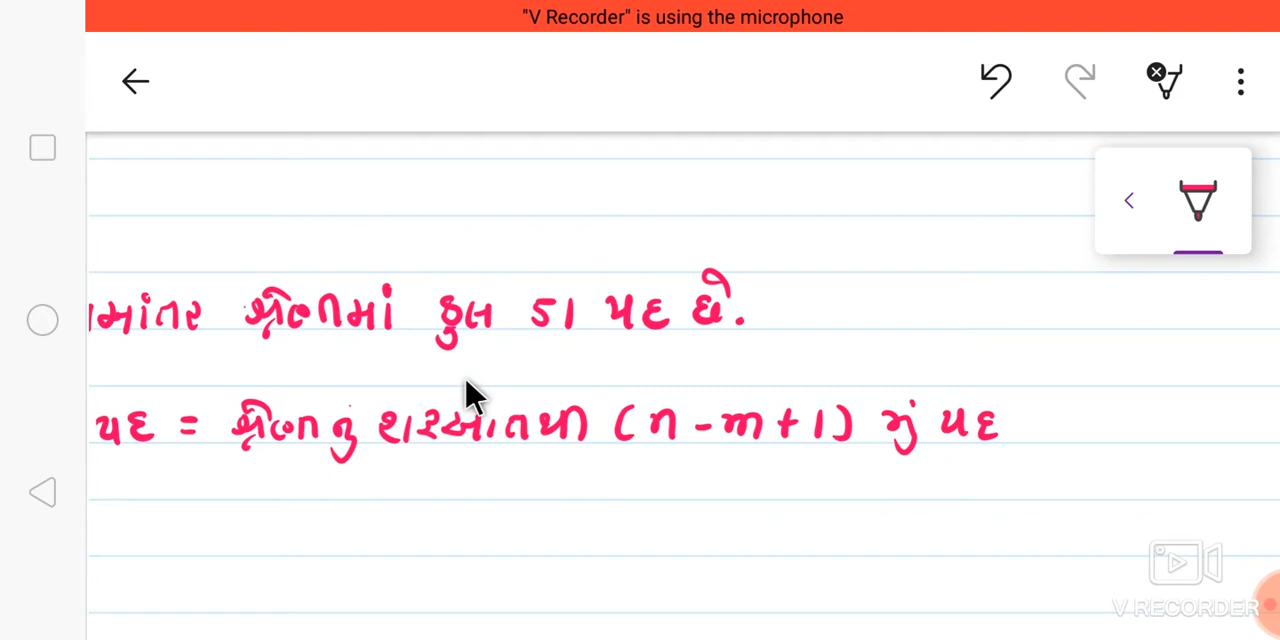 "V Recorder" is using the microphone
માંતર શ્રેણીમાં કુલ 51 પદ છે.
પદ = શ્રેણીનું શરૂઆતથી (n - m + 1) મું પદ
V RECORDER